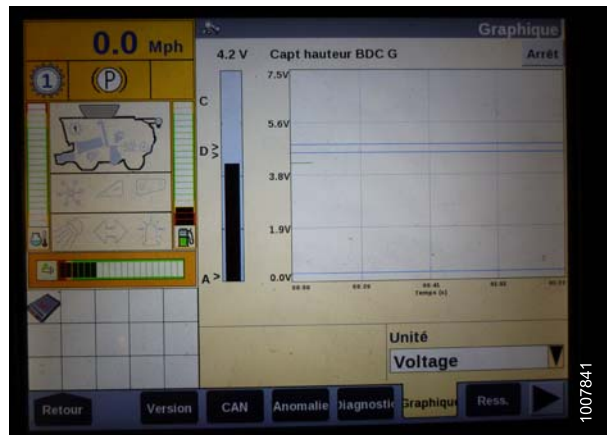 Graphique
0.0 Mph
4.2 V Capt hauteur BDC G
Arrêt
1
P
7.5V
C
5.6V
D
3.8V
1.9V
A
0.0V
Temps (s)
Unité
Voltage
Retour
Version
CAN
Anomalie
Diagnostic
Graphique
Ress.
1007841